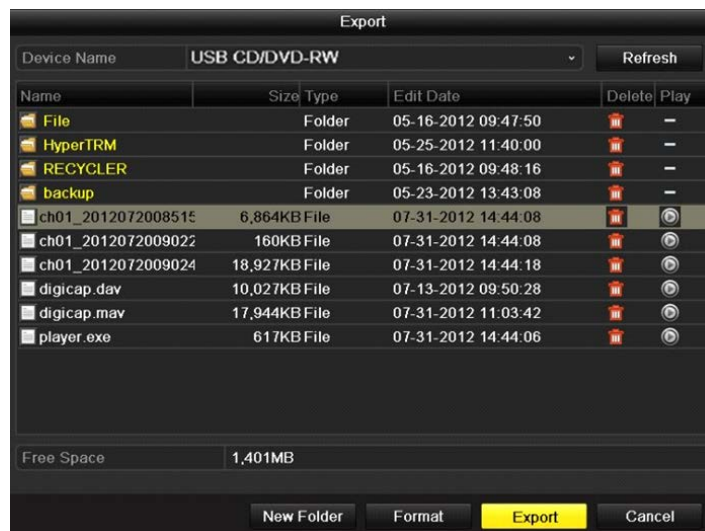 Export
Device Name USB CD/DVD-RW Refresh
Name Size Type Edit Date Delete Play
File Folder 05-16-2012 09:47:50 –
HyperTRM Folder 05-25-2012 11:40:00 –
RECYCLER Folder 05-16-2012 09:48:16 –
backup Folder 05-23-2012 13:43:08 –
ch01_2012072008515 6,864KB File 07-31-2012 14:44:08
ch01_2012072009022 160KB File 07-31-2012 14:44:08
ch01_2012072009024 18,927KB File 07-31-2012 14:44:18
digicap.dav 10,027KB File 07-13-2012 09:50:28
digicap.mav 17,944KB File 07-31-2012 11:03:42
player.exe 617KB File 07-31-2012 14:44:06
Free Space 1,401MB
New Folder Format Export Cancel